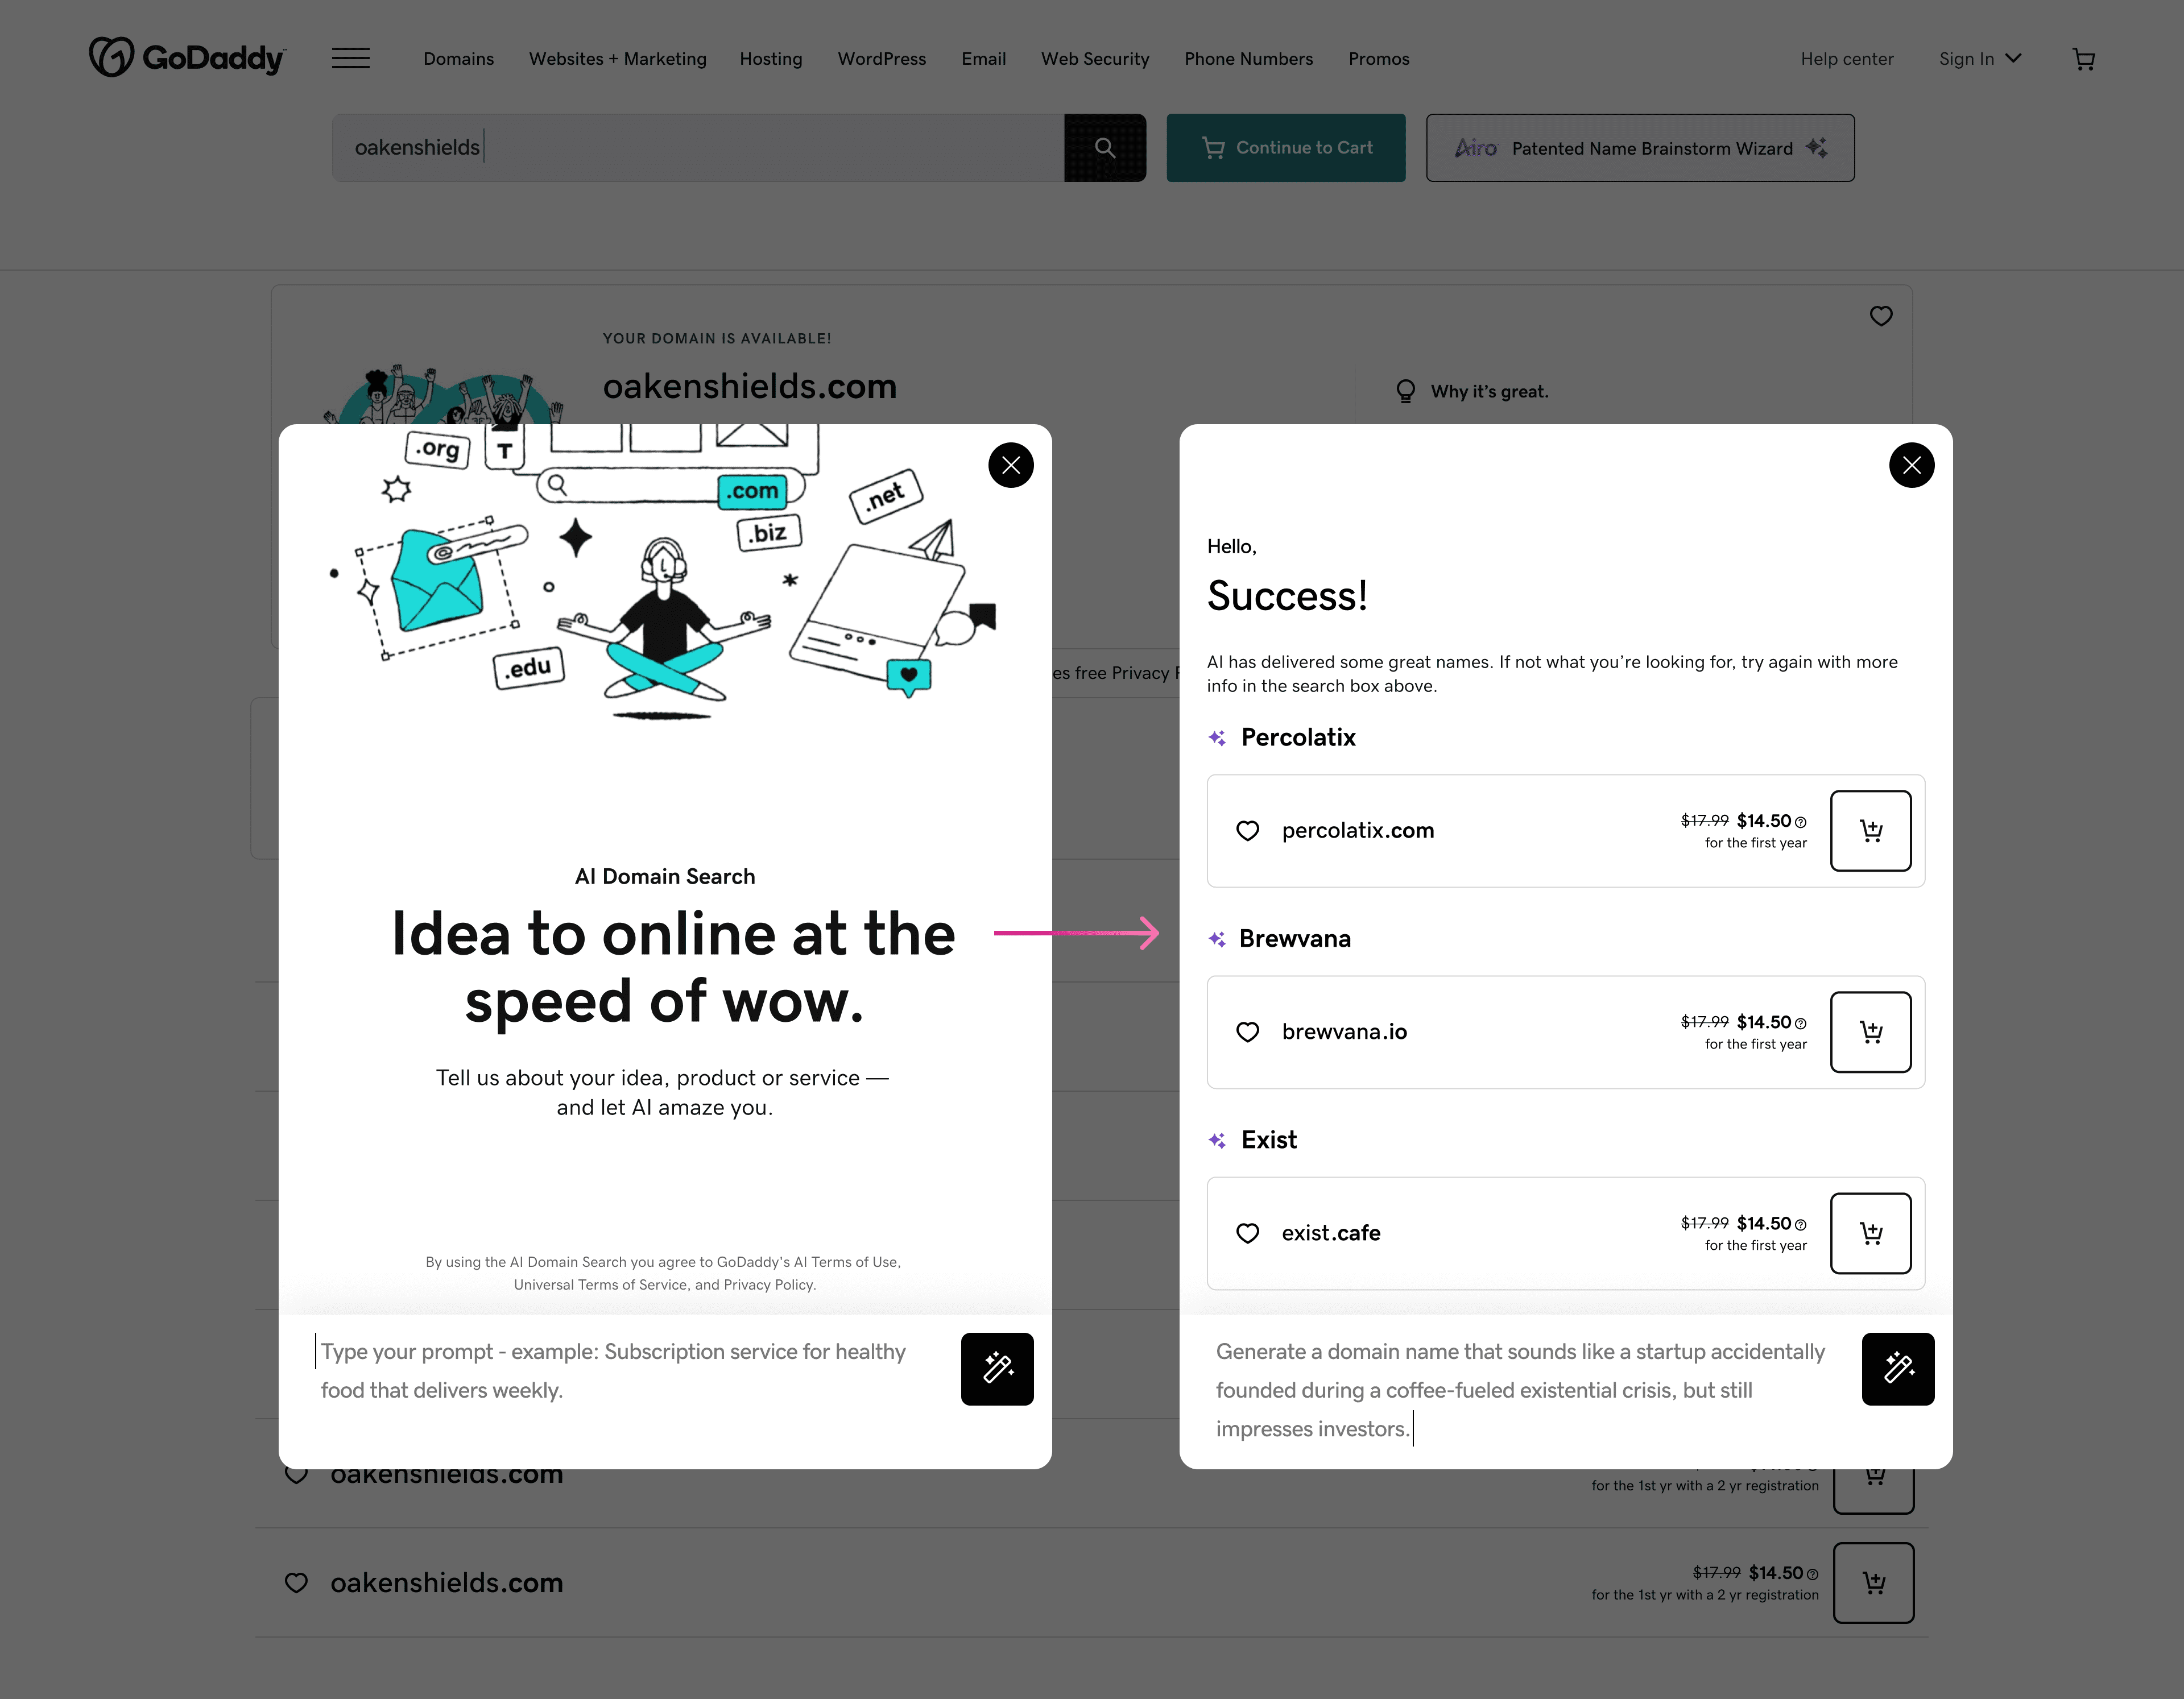 GoDaddy
Domains
Websites + Marketing
Hosting
WordPress
Email
Web Security
Phone Numbers
Promos
Help center
Sign In
oakenshields
Continue to Cart
Airo
Patented Name Brainstorm Wizard
YOUR DOMAIN IS AVAILABLE!
oakenshields.com
Why it's great.
.org
T
.com
.net
.biz
@
.edu
AI Domain Search
Idea to online at the
speed of wow.
Tell us about your idea, product or service —
and let AI amaze you.
By using the AI Domain Search you agree to GoDaddy's AI Terms of Use,
Universal Terms of Service, and Privacy Policy.
Type your prompt - example: Subscription service for healthy
food that delivers weekly.
es free Privacy
Hello,
Success!
AI has delivered some great names. If not what you're looking for, try again with more
info in the search box above.
Percolatix
percolatix.com
$17.99 $14.50
for the first year
Brewvana
brewvana.io
$17.99 $14.50
for the first year
Exist
exist.cafe
$17.99 $14.50
for the first year
Generate a domain name that sounds like a startup accidentally
founded during a coffee-fueled existential crisis, but still
impresses investors.
oakenshields.com
for the 1st yr with a 2 yr registration
oakenshields.com
$17.99 $14.50
for the 1st yr with a 2 yr registration